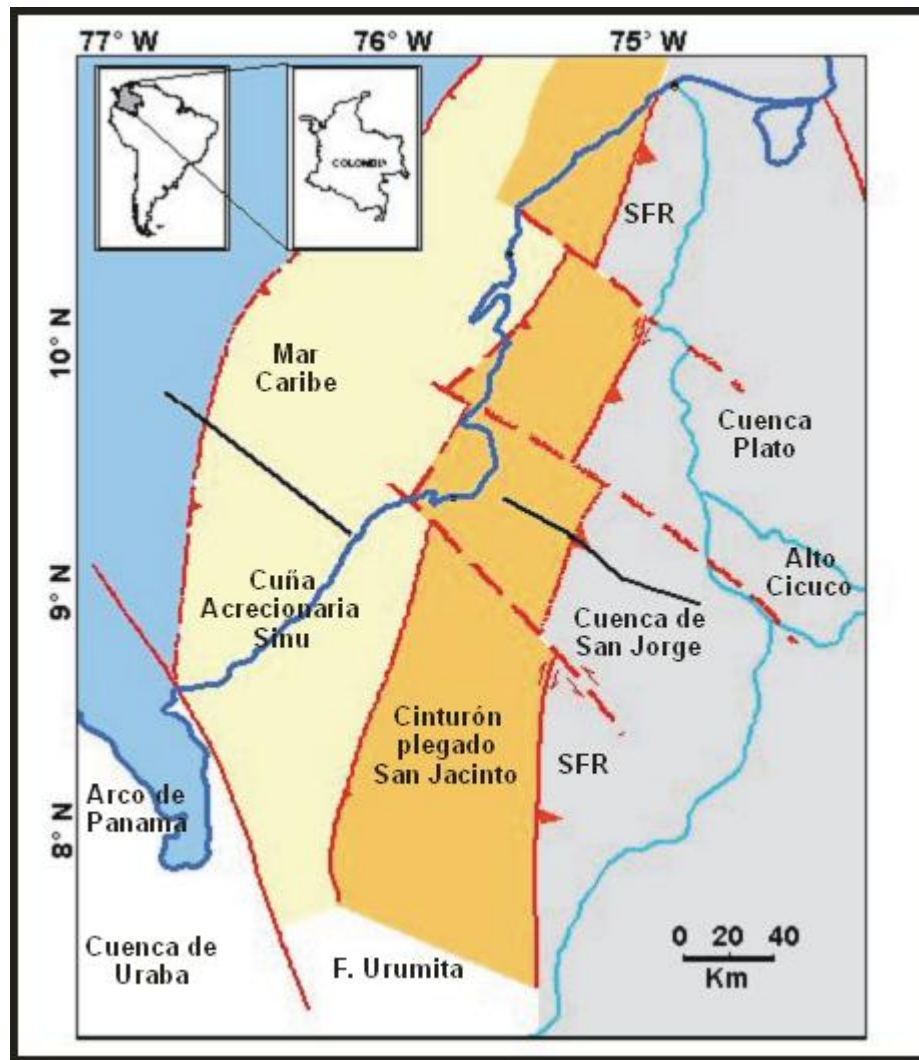 77° W
76° W
75° W
COLOMBIA
SFR
10° N
Mar
Caribe
Cuenca
Plato
9° N
Alto
Cicuco
Cuña
Acrecionaria
Sinu
Cuenca de
San Jorge
Cinturón
plegado
San Jacinto
SFR
8° N
Arco de
Panamá
Cuenca de
Uraba
F. Urumita
0 20 40
Km